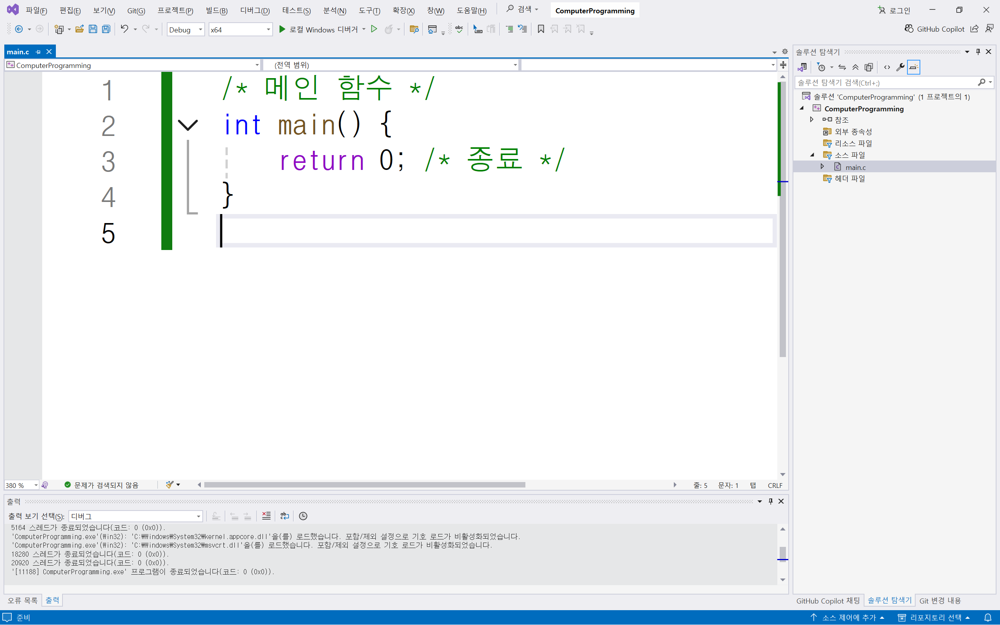 파일(F) 편집(E) 보기(V) Git(G) 프로젝트(P) 빌드(B) 디버그(D) 테스트(S) 분석(N) 도구(T) 확장(X) 창(W) 도움말(H) 검색 ComputerProgramming 로그인
Debug x64 로컬 Windows 디버거 abc GitHub Copilot
main.c
ComputerProgramming (전역 범위)
1 /* 메인 함수 */
2 int main() {
3 return 0; /* 종료 */
4 }
5
380 % 문제가 검색되지 않음 줄: 5 문자: 1 탭 CRLF
출력
출력 보기 선택(S): 디버그
5164 스레드가 종료되었습니다(코드: 0 (0x0)).
'ComputerProgramming.exe'(Win32): 'C:₩Windows₩System32₩kernel.appcore.dll'을(를) 로드했습니다. 포함/제외 설정으로 기호 로드가 비활성화되었습니다.
'ComputerProgramming.exe'(Win32): 'C:₩Windows₩System32₩msvcrt.dll'을(를) 로드했습니다. 포함/제외 설정으로 기호 로드가 비활성화되었습니다.
18280 스레드가 종료되었습니다(코드: 0 (0x0)).
20920 스레드가 종료되었습니다(코드: 0 (0x0)).
'[11188] ComputerProgramming.exe' 프로그램이 종료되었습니다(코드: 0 (0x0)).
오류 목록 출력
솔루션 탐색기
솔루션 탐색기 검색(Ctrl+;)
솔루션 'ComputerProgramming' (1 프로젝트의 1)
ComputerProgramming
참조
외부 종속성
리소스 파일
소스 파일
main.c
헤더 파일
GitHub Copilot 채팅 솔루션 탐색기 Git 변경 내용
준비 소스 제어에 추가 리포지토리 선택